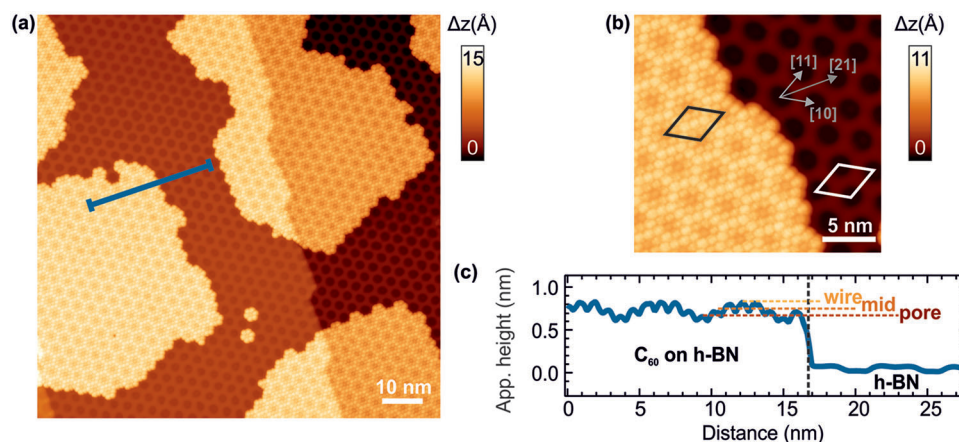 (a)
Δz(Å)
15
0
10 nm
(b)
Δz(Å)
11
0
[11]
[21]
[10]
5 nm
(c)
App. height (nm)
1.0
0.5
0.0
wire
mid
pore
C₆₀ on h-BN
h-BN
0 5 10 15 20 25
Distance (nm)